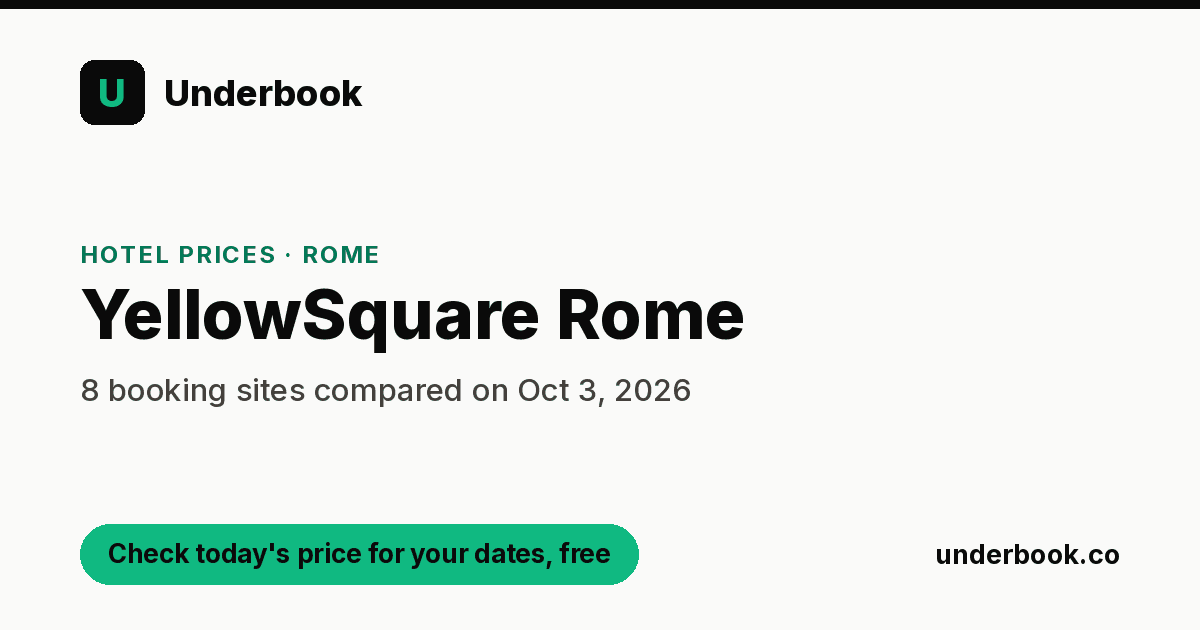 U Underbook
HOTEL PRICES · ROME
YellowSquare Rome
8 booking sites compared on Oct 3, 2026
Check today's price for your dates, free
underbook.co